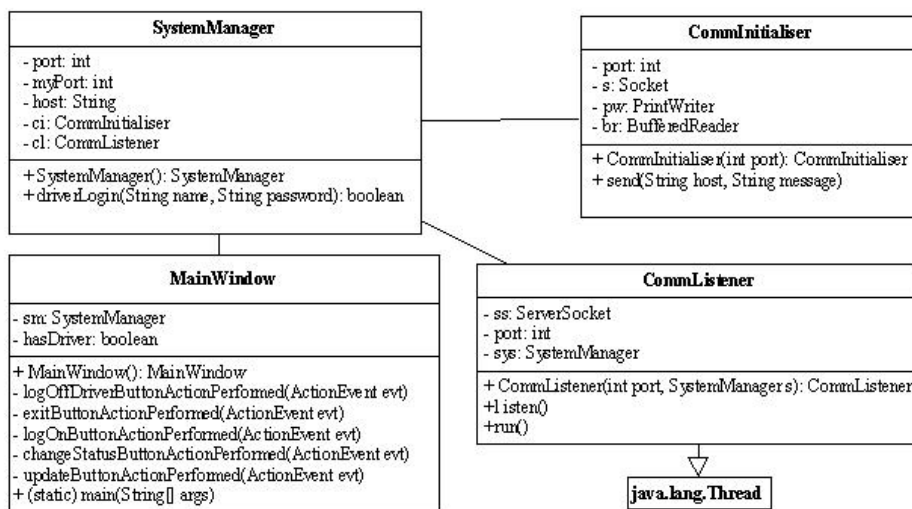 SystemManager
- port: int
- myPort: int
- host: String
- ci: CommInitialiser
- cl: CommListener
+SystemManager(): SystemManager
+driverLogin(String name, String password): boolean
CommInitialiser
- port: int
- s: Socket
- pw: PrintWriter
- br: BufferedReader
+ CommInitialiser(int port): CommInitialiser
+ send(String host, String message)
MainWindow
- sm: SystemManager
- hasDriver: boolean
+ MainWindow(): MainWindow
- logOffDriverButtonActionPerformed(ActionEvent evt)
- exitButtonActionPerformed(ActionEvent evt)
- logOnButtonActionPerformed(ActionEvent evt)
- changeStatusButtonActionPerformed(ActionEvent evt)
- updateButtonActionPerformed(ActionEvent evt)
+ (static) main(String[] args)
CommListener
- ss: ServerSocket
- port: int
- sys: SystemManager
+ CommListener(int port, SystemManager s): CommListener
+listen()
+run()
java.lang.Thread